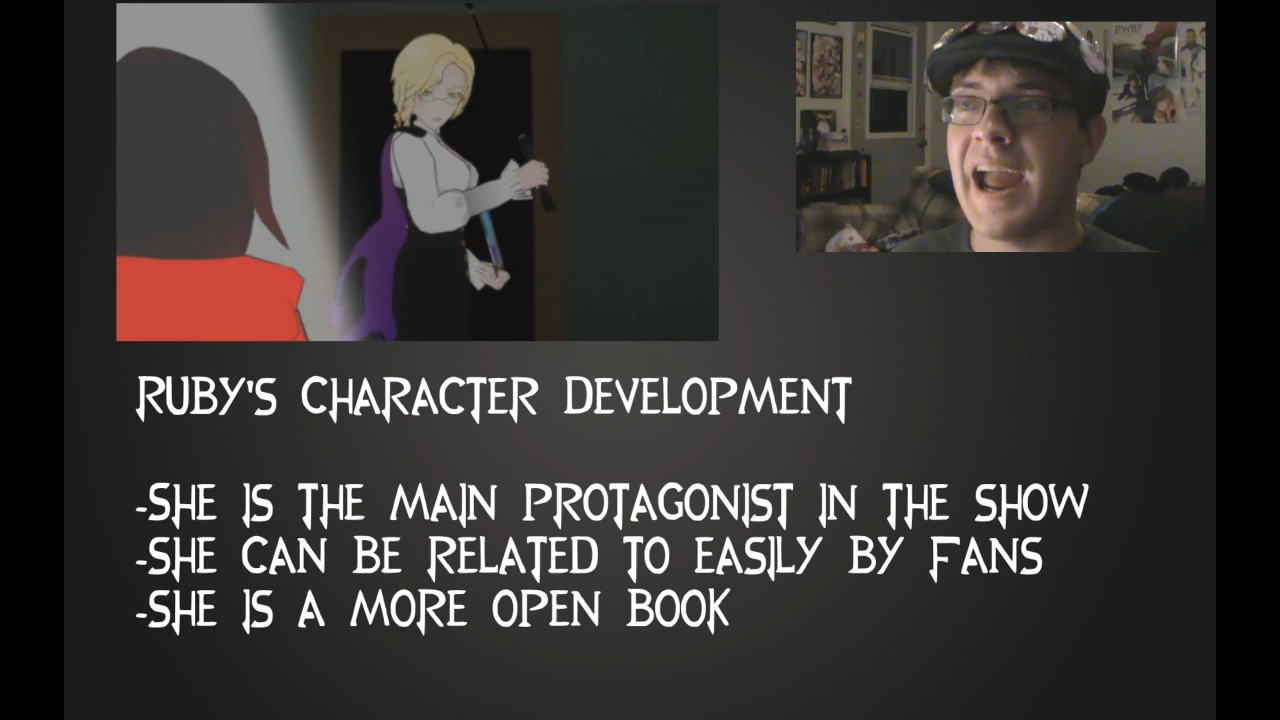 RWBY
RUBY'S CHARACTER DEVELOPMENT
-SHE IS THE MAIN PROTAGONIST IN THE SHOW
-SHE CAN BE RELATED TO EASILY BY FANS
-SHE IS A MORE OPEN BOOK